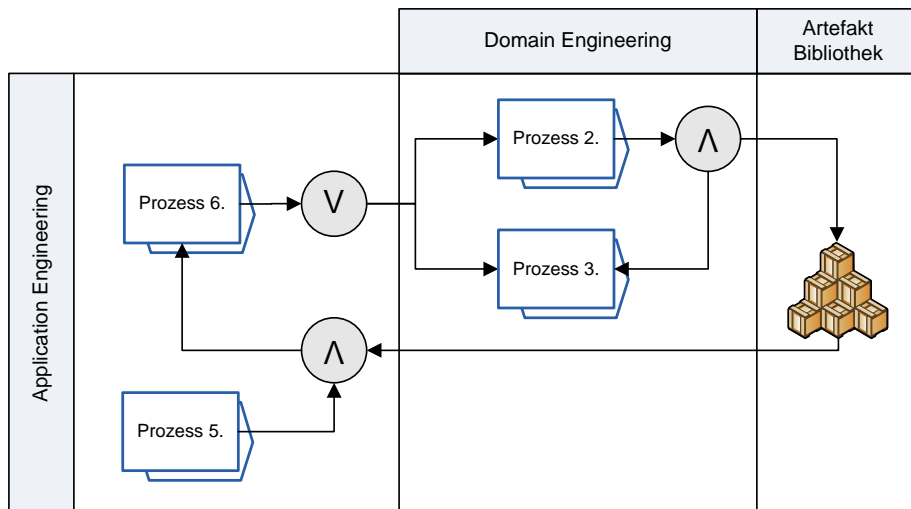 Domain Engineering
Artefakt
Bibliothek
Application Engineering
Prozess 2.
Λ
Prozess 6.
V
Prozess 3.
Λ
Prozess 5.